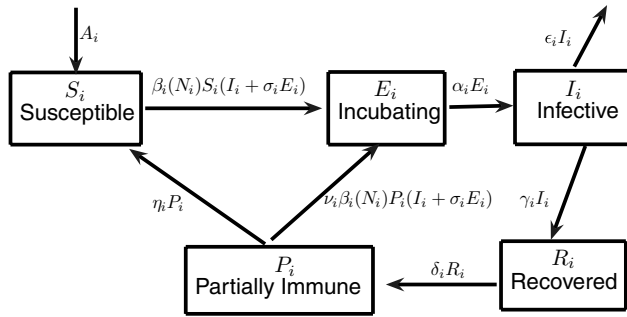 A_i
ϵ_i I_i
β_i(N_i)S_i(I_i + σ_i E_i)
α_i E_i
S_i
Susceptible
E_i
Incubating
I_i
Infective
η_i P_i
ν_i β_i(N_i)P_i(I_i + σ_i E_i)
γ_i I_i
P_i
Partially Immune
δ_i R_i
R_i
Recovered